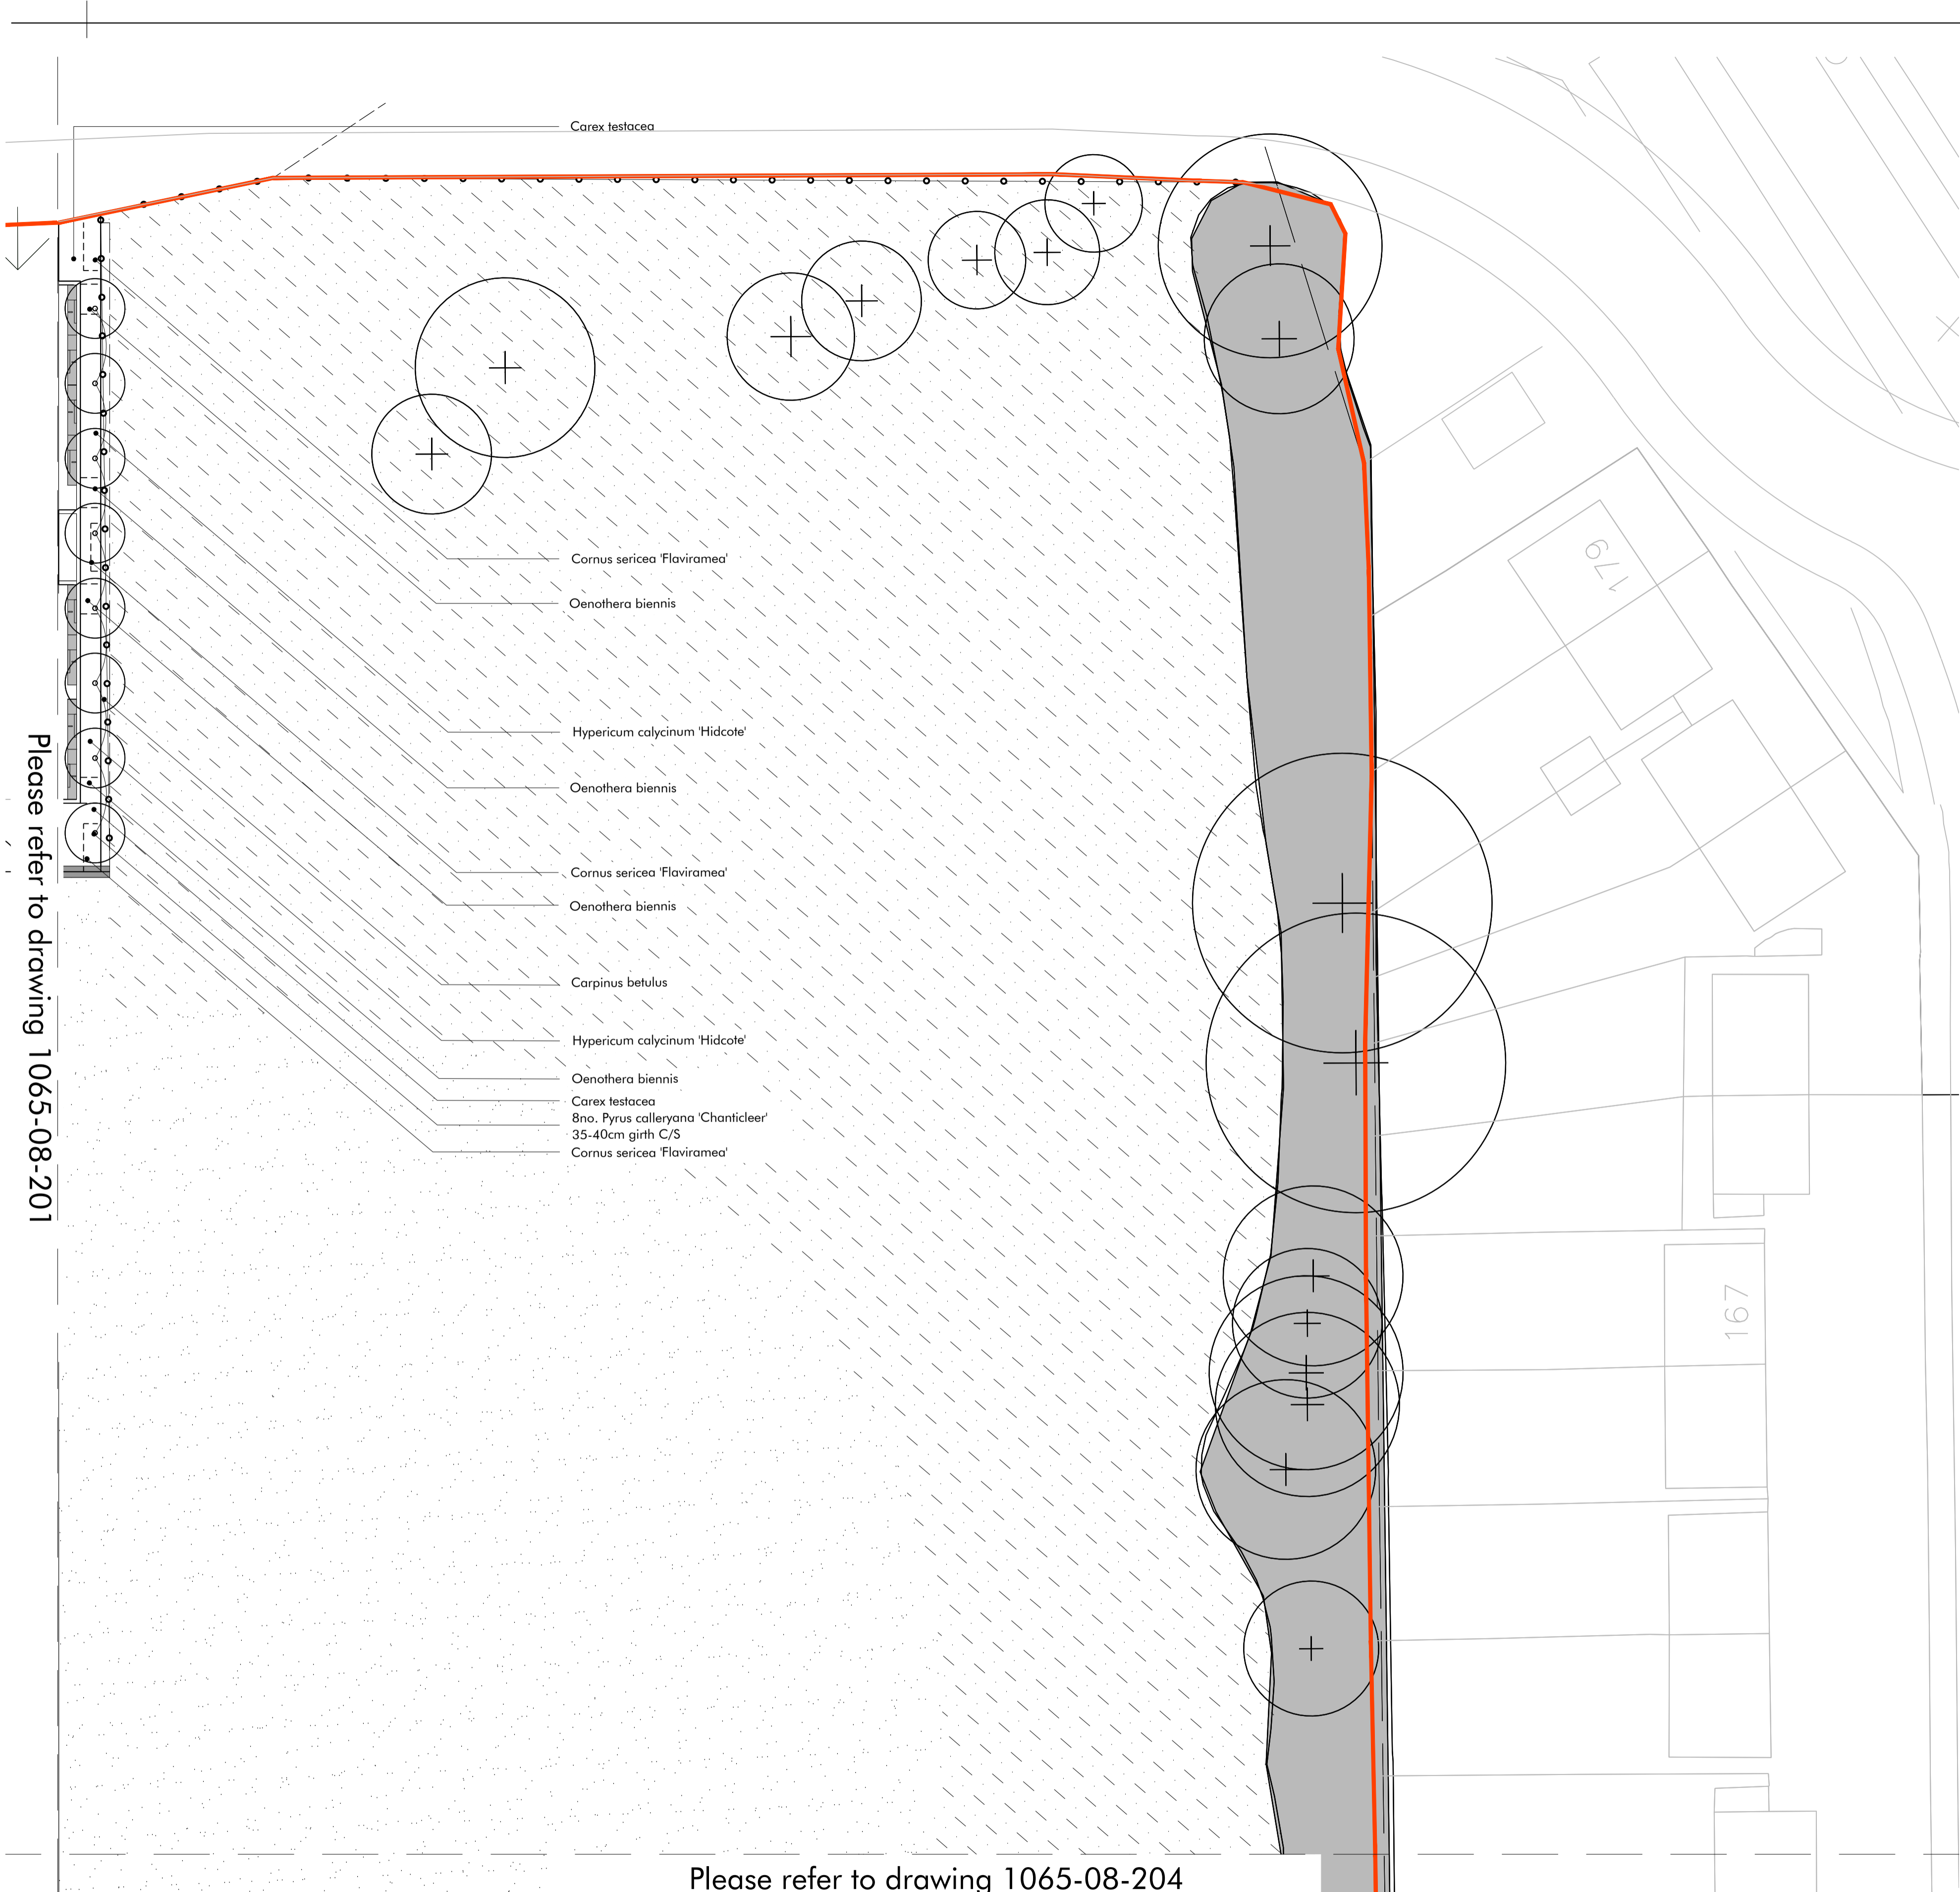 Carex testacea
Cornus sericea 'Flaviramea'
Oenothera biennis
179
Hypericum calycinum 'Hidcote'
Oenothera biennis
Cornus sericea 'Flaviramea'
Oenothera biennis
Please refer to drawing 1065-08-201
Carpinus betulus
Hypericum calycinum 'Hidcote'
Oenothera biennis
Carex testacea
8no. Pyrus calleryana 'Chanticleer'
35-40cm girth C/S
Cornus sericea 'Flaviramea'
167
Please refer to drawing 1065-08-204